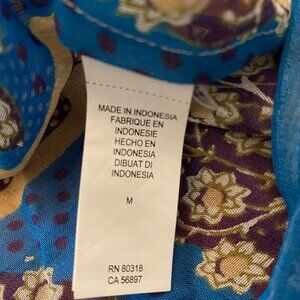 MADE IN INDONESIA
FABRIQUE EN
INDONESIE
HECHO EN
INDONESIA
DIBUAT DI
INDONESIA
M
RN 80318
CA 56897